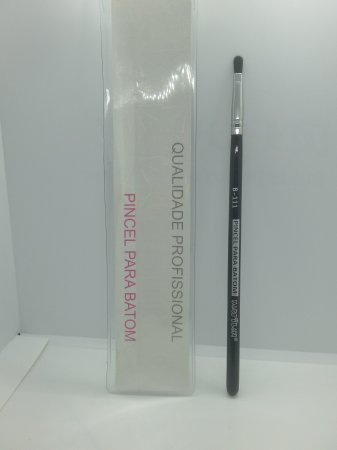 QUALIDADE PROFISSIONAL
PINCEL PARA BATOM
B-111
PINCEL PARA BATOM